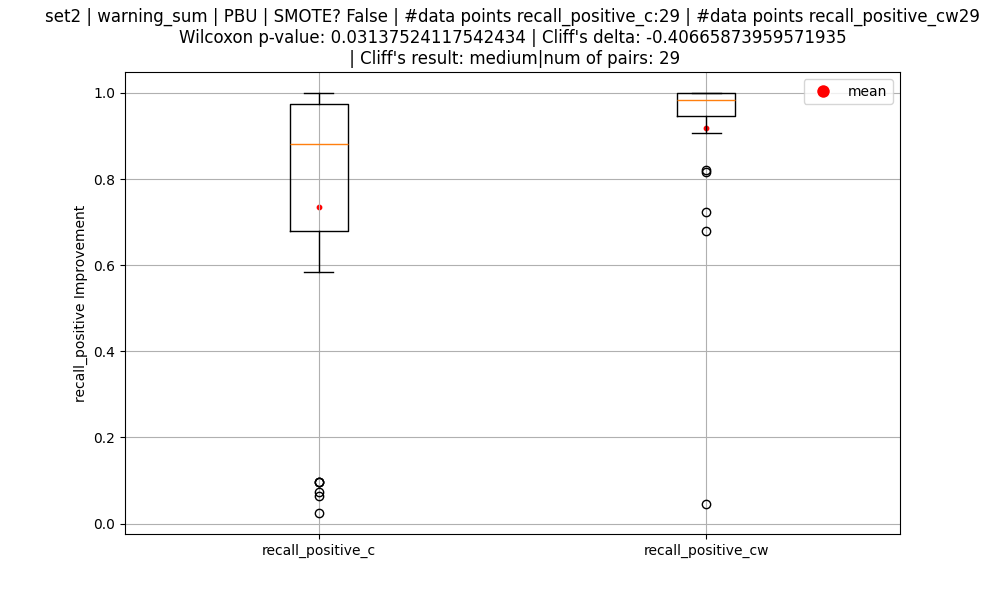 set2 | warning_sum | PBU | SMOTE? False | #data points recall_positive_c:29 | #data points recall_positive_cw29
Wilcoxon p-value: 0.03137524117542434 | Cliff's delta: -0.40665873959571935
| Cliff's result: medium|num of pairs: 29
mean
1.0
0.8
0.6
0.4
0.2
0.0
recall_positive Improvement
recall_positive_c
recall_positive_cw